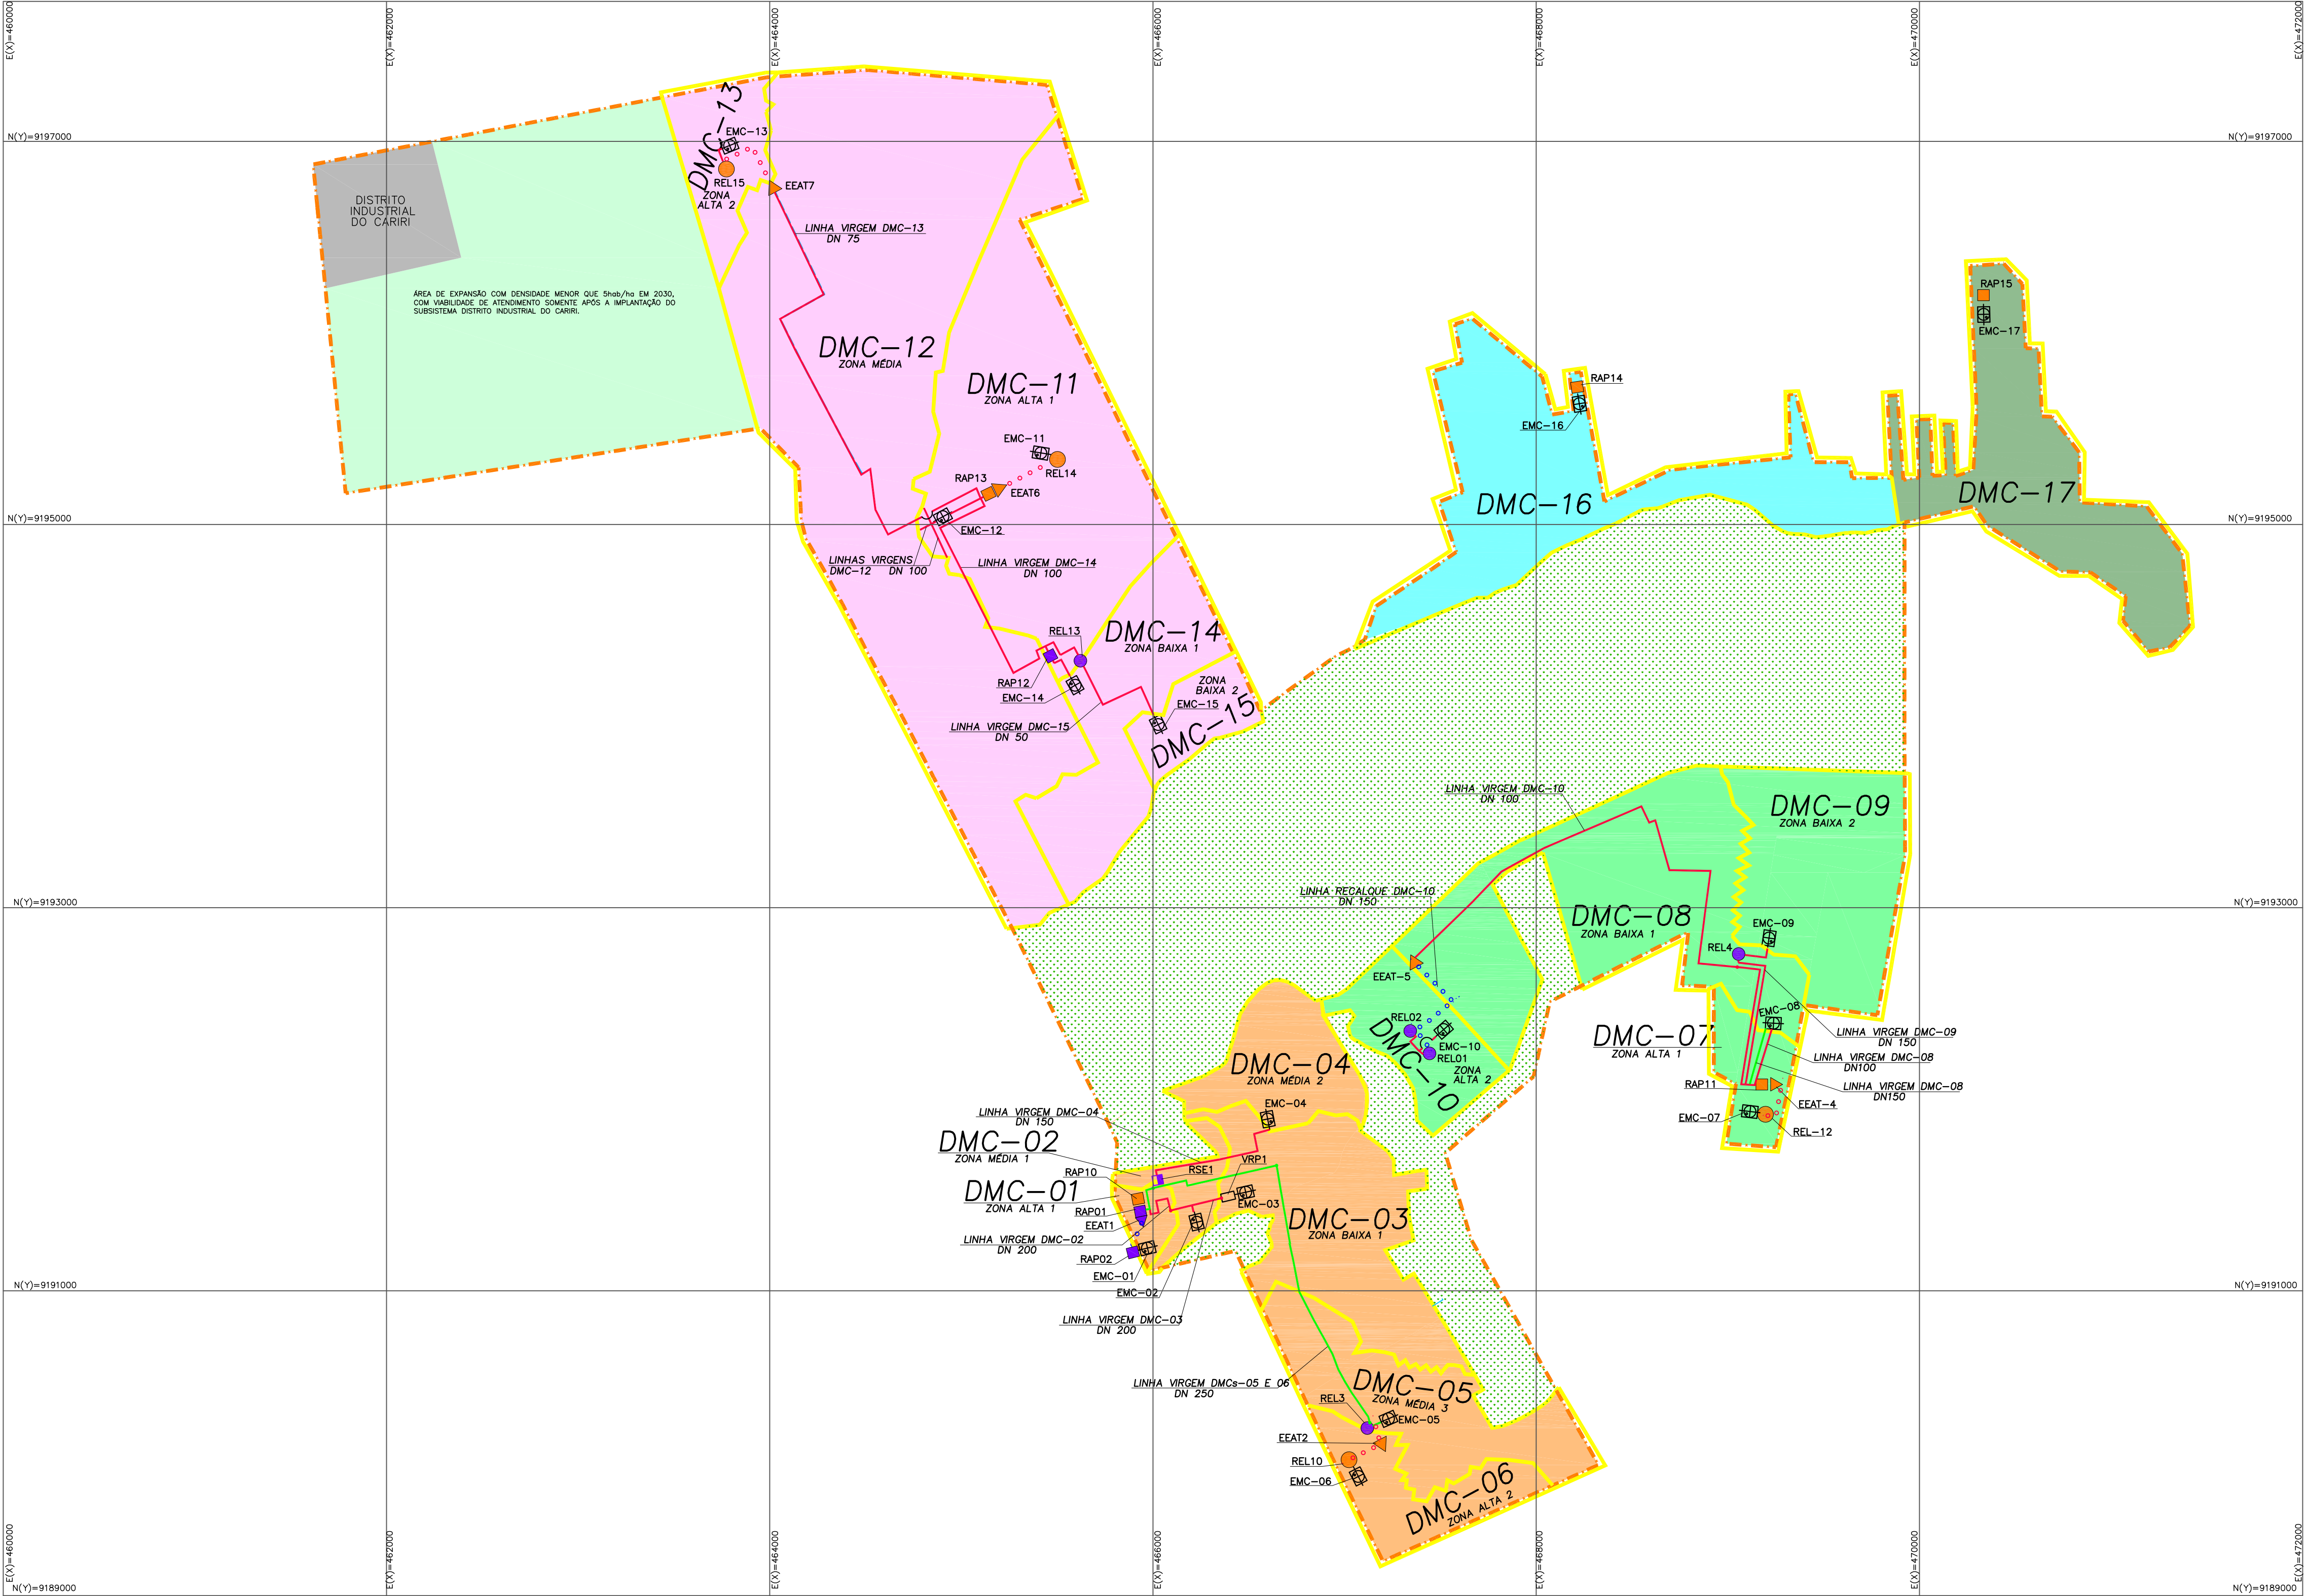 E(X)=460000
E(X)=462000
E(X)=464000
E(X)=466000
E(X)=468000
E(X)=470000
E(X)=472000
N(Y)=9197000
N(Y)=9197000
DISTRITO
INDUSTRIAL
DO CARIRI
ÁREA DE EXPANSÃO COM DENSIDADE MENOR QUE 5hab/ha EM 2030,
COM VIABILIDADE DE ATENDIMENTO SOMENTE APÓS A IMPLANTAÇÃO DO
SUBSISTEMA DISTRITO INDUSTRIAL DO CARIRI.
DMC-13
EMC-13
REL15
ZONA
ALTA 2
EEAT7
LINHA VIRGEM DMC-13
DN 75
DMC-12
ZONA MÉDIA
DMC-11
ZONA ALTA 1
EMC-11
REL14
RAP13
EEAT6
EMC-12
RAP14
EMC-16
DMC-16
RAP15
EMC-17
DMC-17
N(Y)=9195000
N(Y)=9195000
LINHAS VIRGENS
DMC-12 DN 100
LINHA VIRGEM DMC-14
DN 100
REL13
DMC-14
ZONA BAIXA 1
RAP12
EMC-14
ZONA
BAIXA 2
EMC-15
DMC-15
LINHA VIRGEM DMC-15
DN 50
LINHA VIRGEM DMC-10
DN 100
DMC-09
ZONA BAIXA 2
LINHA RECALQUE DMC-10
DN 150
N(Y)=9193000
N(Y)=9193000
DMC-08
ZONA BAIXA 1
EMC-09
REL4
EEAT-5
REL02
EMC-10
REL01
DMC-10
ZONA
ALTA 2
EMC-08
DMC-07
ZONA ALTA 1
LINHA VIRGEM DMC-09
DN 150
LINHA VIRGEM DMC-08
DN100
LINHA VIRGEM DMC-08
DN150
RAP11
EEAT-4
EMC-07
REL-12
DMC-04
ZONA MÉDIA 2
EMC-04
LINHA VIRGEM DMC-04
DN 150
DMC-02
ZONA MÉDIA 1
VRP1
RSE1
RAP10
DMC-01
ZONA ALTA 1
RAP01
EEAT1
EMC-03
DMC-03
ZONA BAIXA 1
LINHA VIRGEM DMC-02
DN 200
RAP02
EMC-01
EMC-02
N(Y)=9191000
N(Y)=9191000
LINHA VIRGEM DMC-03
DN 200
LINHA VIRGEM DMCs-05 E 06
DN 250
DMC-05
ZONA MÉDIA 3
REL3
EMC-05
EEAT2
REL10
EMC-06
DMC-06
ZONA ALTA 2
E(X)=460000
E(X)=462000
E(X)=464000
E(X)=466000
E(X)=468000
E(X)=470000
E(X)=472000
N(Y)=9189000
N(Y)=9189000